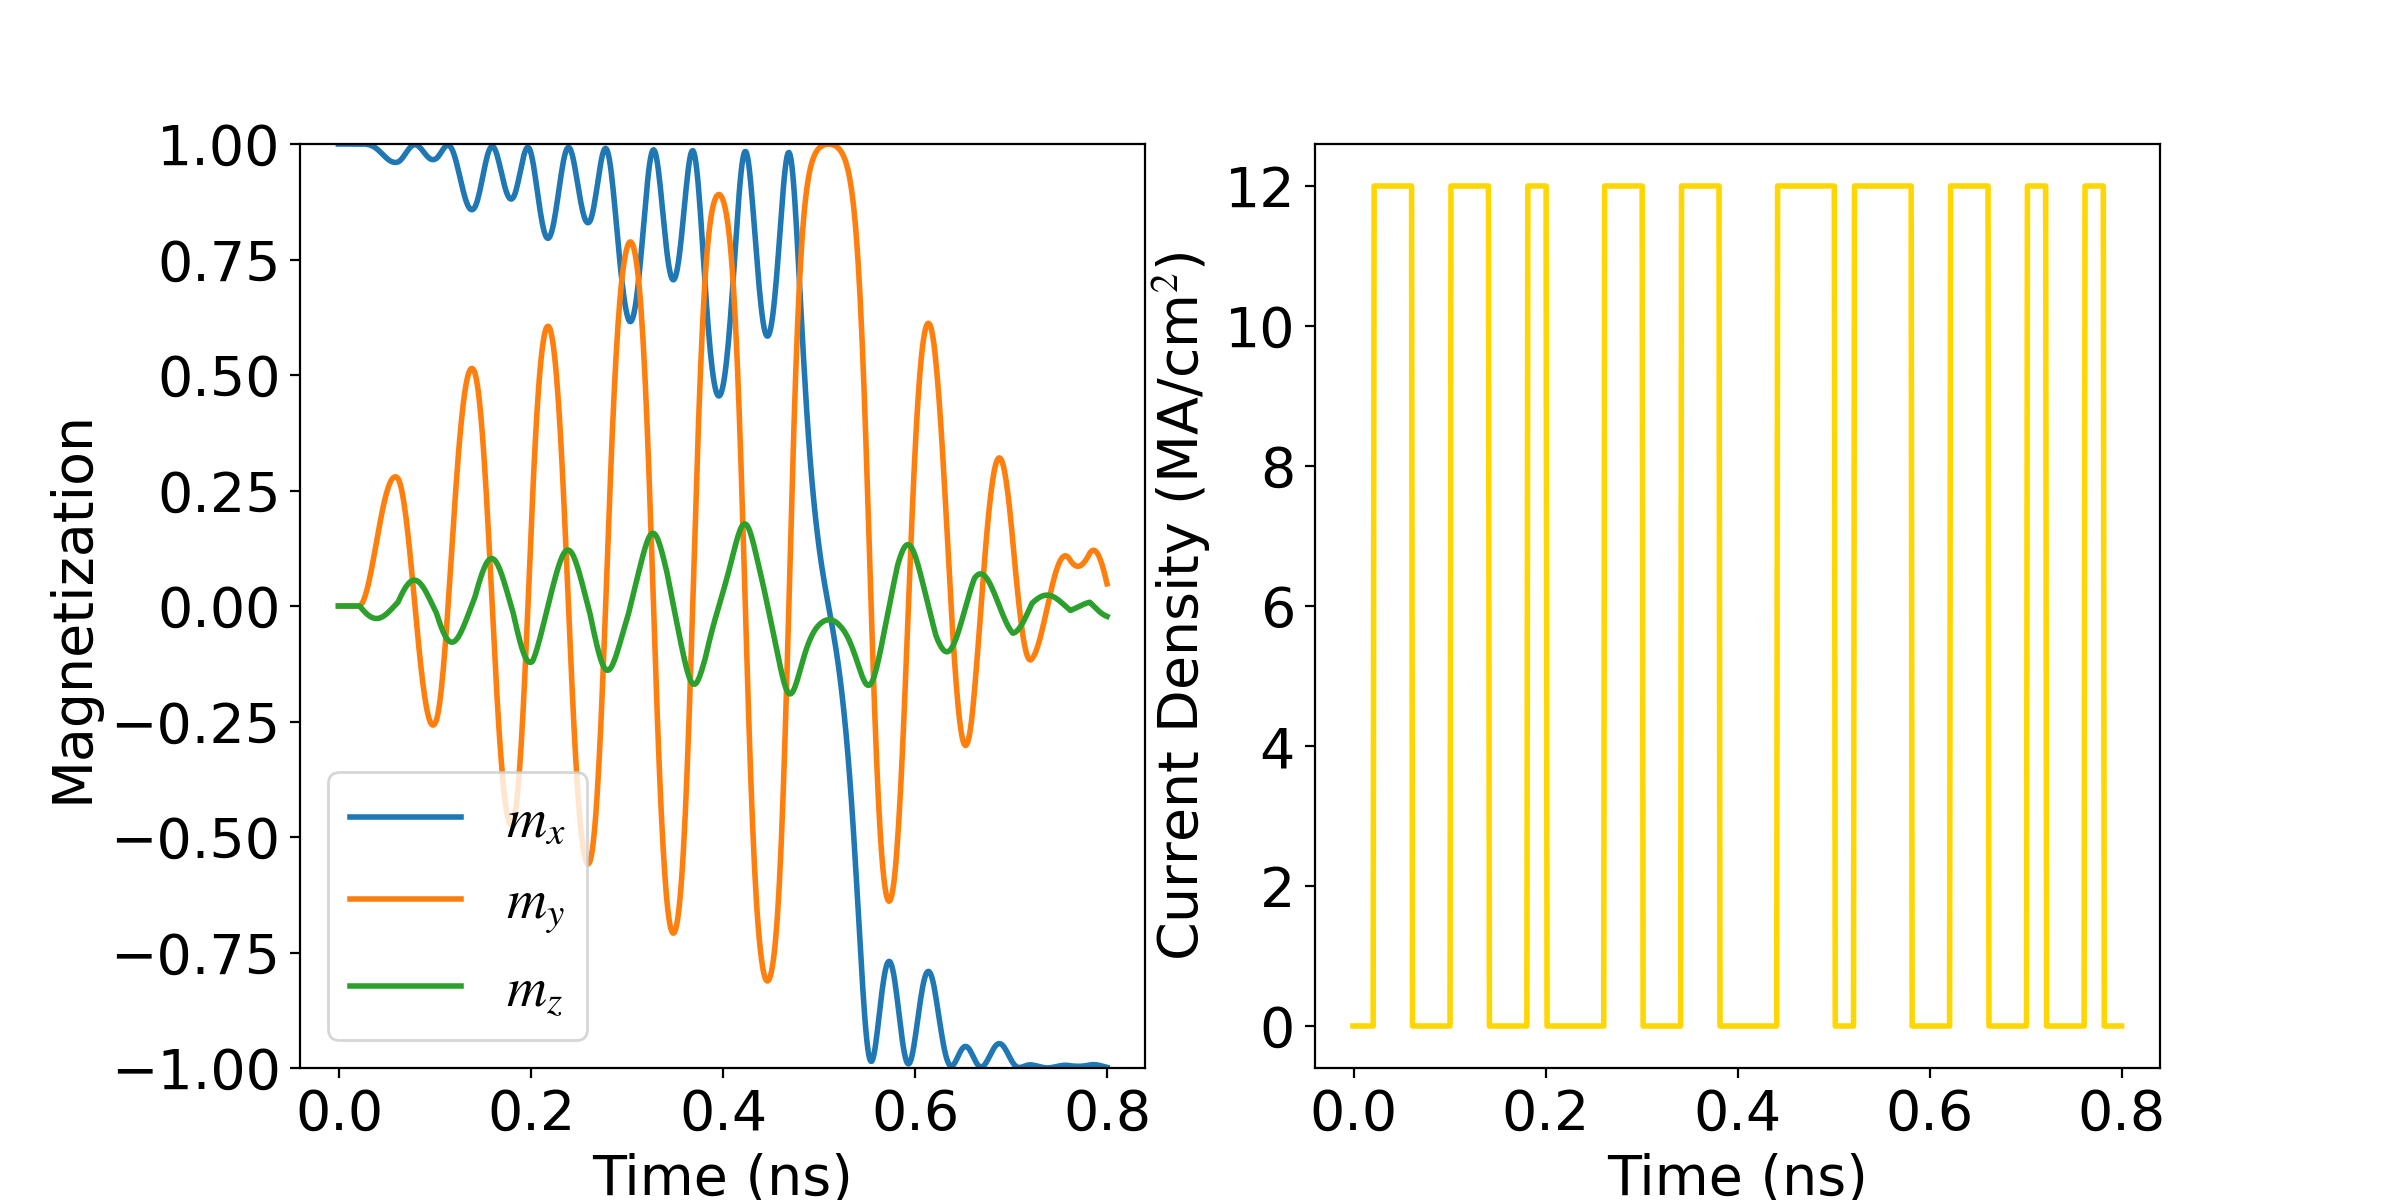 Magnetization
1.00
0.75
0.50
0.25
0.00
−0.25
−0.50
−0.75
−1.00
m_x
m_y
m_z
0.0 0.2 0.4 0.6 0.8
Time (ns)
Current Density (MA/cm²)
12
10
8
6
4
2
0
0.0 0.2 0.4 0.6 0.8
Time (ns)